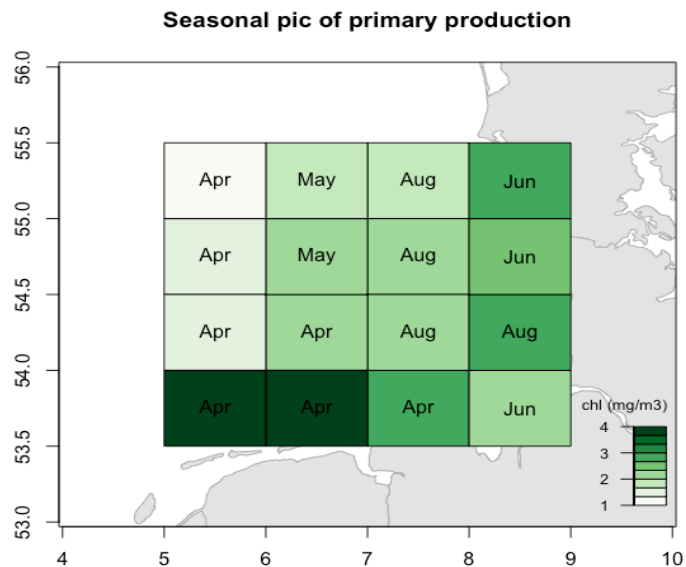 Seasonal pic of primary production
56.0
55.5
55.0
54.5
54.0
53.5
53.0
Apr May Aug Jun
Apr May Aug Jun
Apr Apr Aug Aug
Apr Apr Apr Jun
chl (mg/m3)
4
3
2
1
4 5 6 7 8 9 10